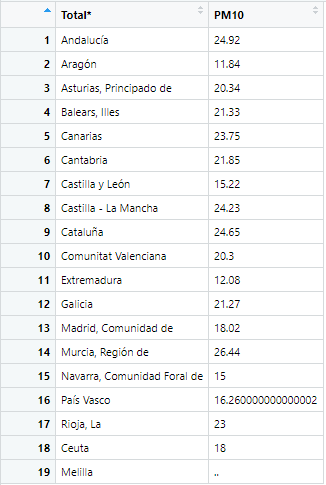 Total* PM10
1 Andalucía 24.92
2 Aragón 11.84
3 Asturias, Principado de 20.34
4 Balears, Illes 21.33
5 Canarias 23.75
6 Cantabria 21.85
7 Castilla y León 15.22
8 Castilla - La Mancha 24.23
9 Cataluña 24.65
10 Comunitat Valenciana 20.3
11 Extremadura 12.08
12 Galicia 21.27
13 Madrid, Comunidad de 18.02
14 Murcia, Región de 26.44
15 Navarra, Comunidad Foral de 15
16 País Vasco 16.260000000000002
17 Rioja, La 23
18 Ceuta 18
19 Melilla ..